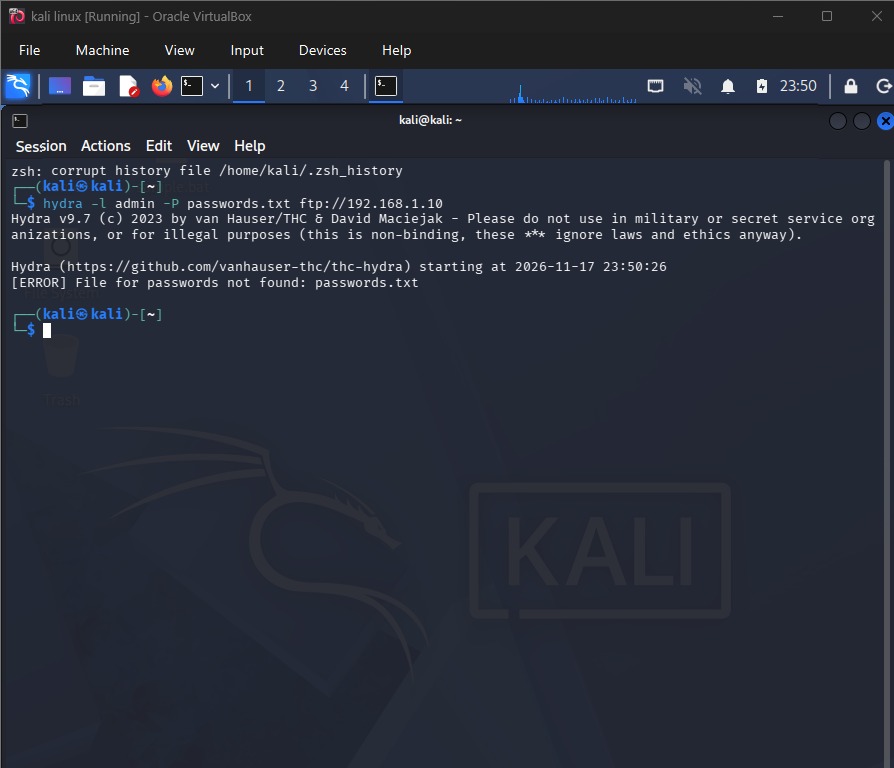 kali linux [Running] - Oracle VirtualBox
File Machine View Input Devices Help
1 2 3 4 23:50
kali@kali: ~
Session Actions Edit View Help
zsh: corrupt history file /home/kali/.zsh_history
┌──(kali㉿kali)-[~]
└─$ hydra -l admin -P passwords.txt ftp://192.168.1.10
Hydra v9.7 (c) 2023 by van Hauser/THC & David Maciejak - Please do not use in military or secret service org
anizations, or for illegal purposes (this is non-binding, these *** ignore laws and ethics anyway).
Hydra (https://github.com/vanhauser-thc/thc-hydra) starting at 2026-11-17 23:50:26
[ERROR] File for passwords not found: passwords.txt
┌──(kali㉿kali)-[~]
└─$
Trash
KALI